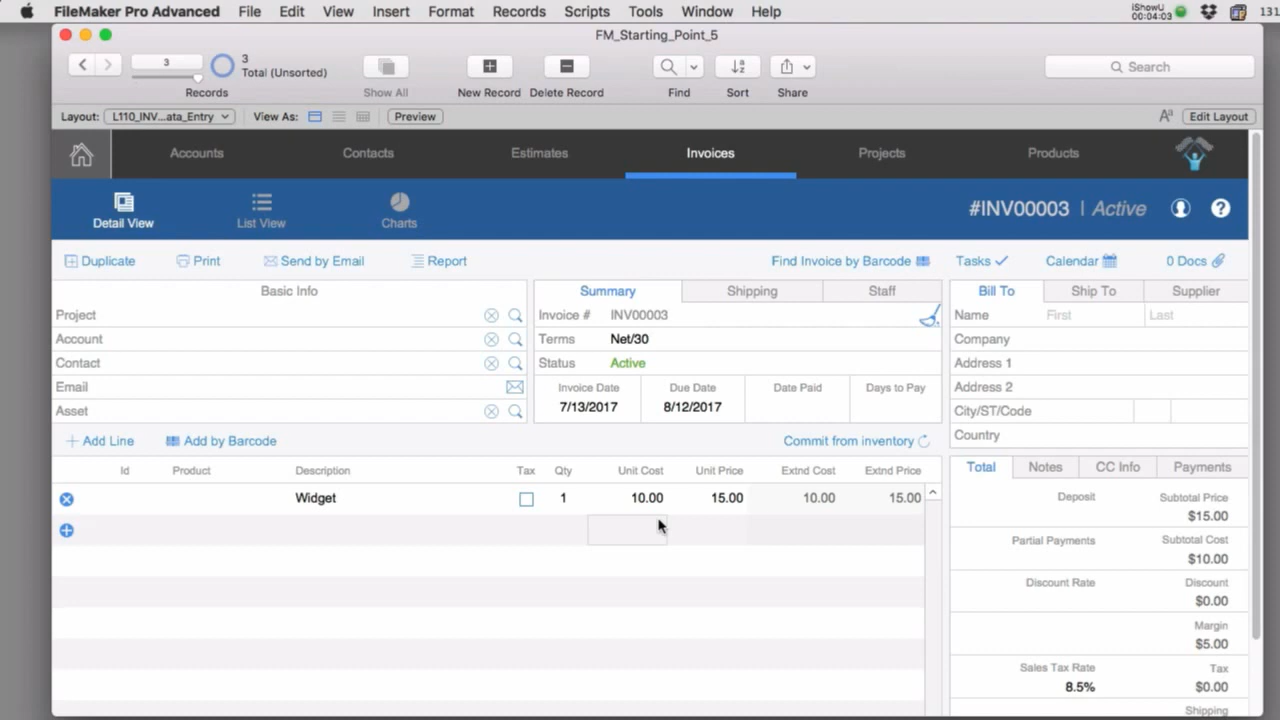 FileMaker Pro Advanced File Edit View Insert Format Records Scripts Tools Window Help iShowU 00:04:03 131
FM_Starting_Point_5
3 3 Total (Unsorted) Search
Records Show All New Record Delete Record Find Sort Share
Layout: L110_INV...ata_Entry View As: Preview Aª Edit Layout
Accounts Contacts Estimates Invoices Projects Products
Detail View List View Charts #INV00003 | Active ?
Duplicate Print Send by Email Report Find Invoice by Barcode Tasks Calendar 0 Docs
Basic Info Summary Shipping Staff Bill To Ship To Supplier
Project Invoice # INV00003 Name First Last
Account Terms Net/30 Company
Contact Status Active Address 1
Email Invoice Date Due Date Date Paid Days to Pay Address 2
Asset 7/13/2017 8/12/2017 City/ST/Code
Country
Add Line Add by Barcode Commit from inventory
Id Product Description Tax Qty Unit Cost Unit Price Extnd Cost Extnd Price Total Notes CC Info Payments
Widget 1 10.00 15.00 10.00 15.00 Deposit Subtotal Price
$15.00
Partial Payments Subtotal Cost
$10.00
Discount Rate Discount
$0.00
Margin
$5.00
Sales Tax Rate Tax
8.5% $0.00
Shipping